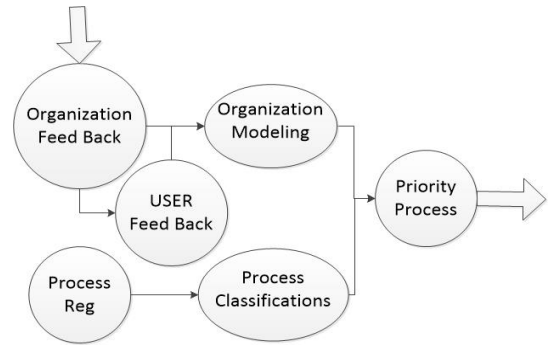 Organization
Feed Back
Organization
Modeling
USER
Feed Back
Priority
Process
Process
Reg
Process
Classifications